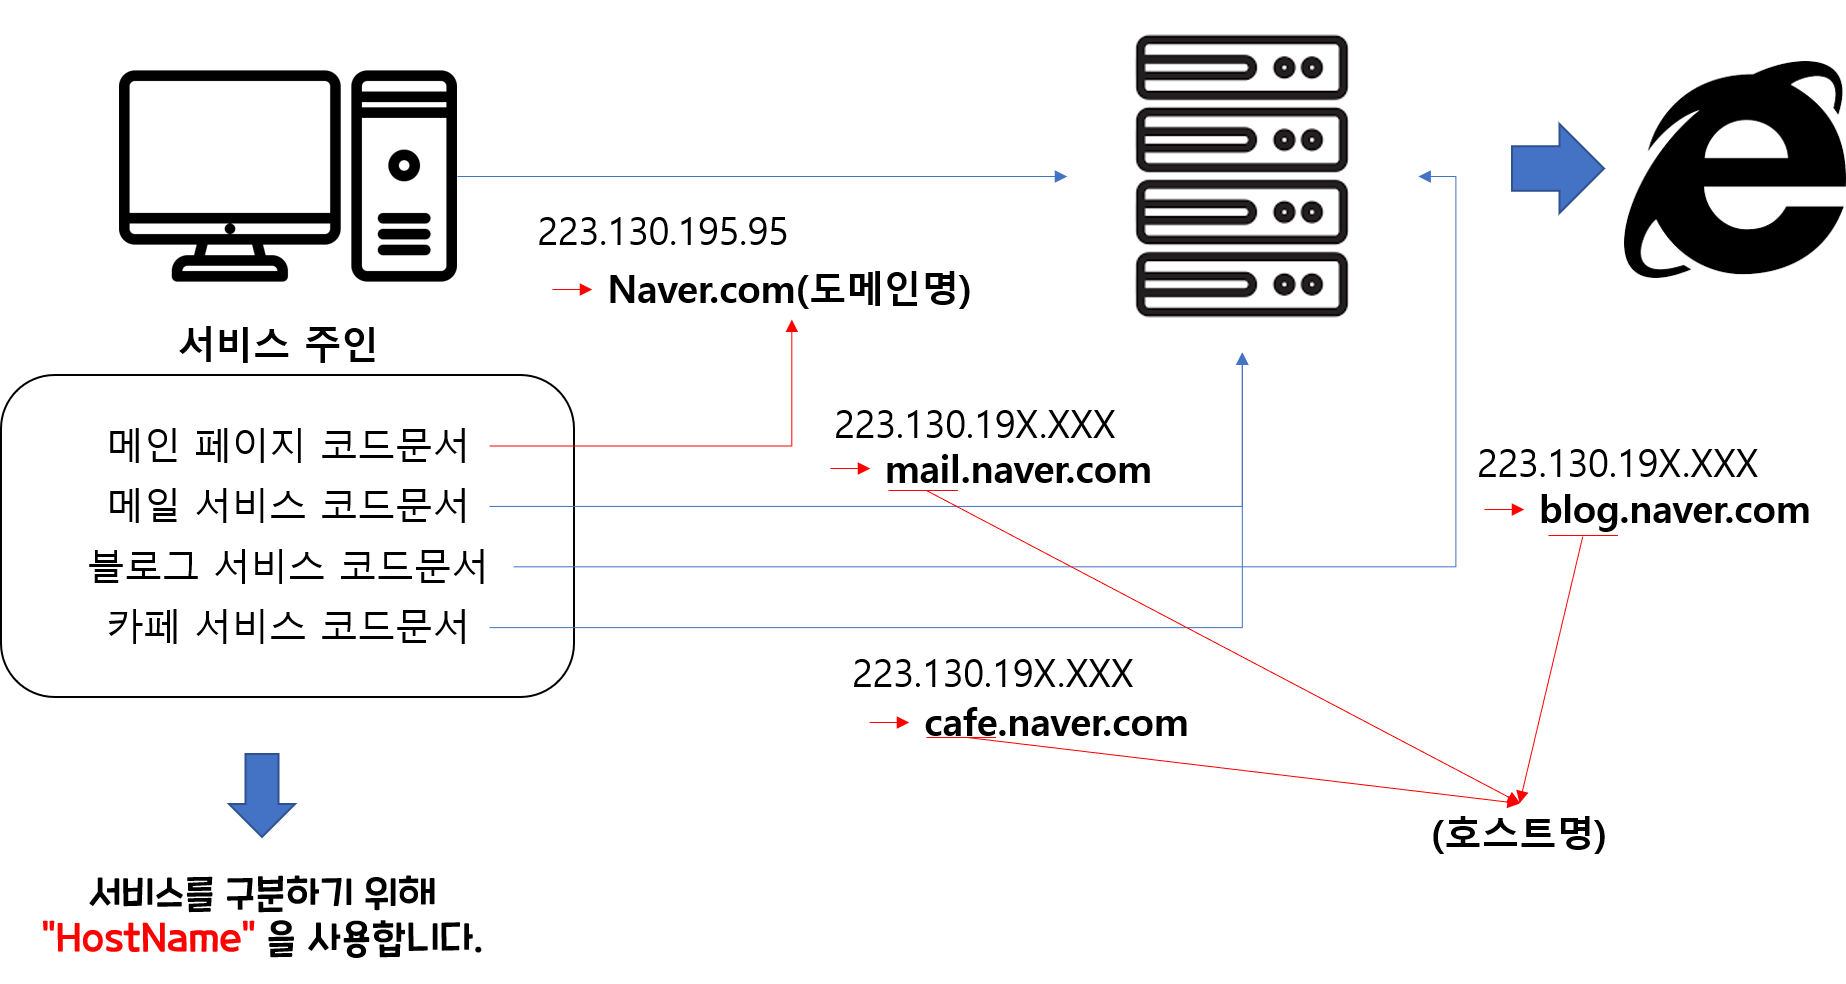 223.130.195.95
Naver.com(도메인명)
서비스 주인
메인 페이지 코드문서
메일 서비스 코드문서
블로그 서비스 코드문서
카페 서비스 코드문서
223.130.19X.XXX
mail.naver.com
223.130.19X.XXX
blog.naver.com
223.130.19X.XXX
cafe.naver.com
(호스트명)
서비스를 구분하기 위해
"HostName" 을 사용합니다.